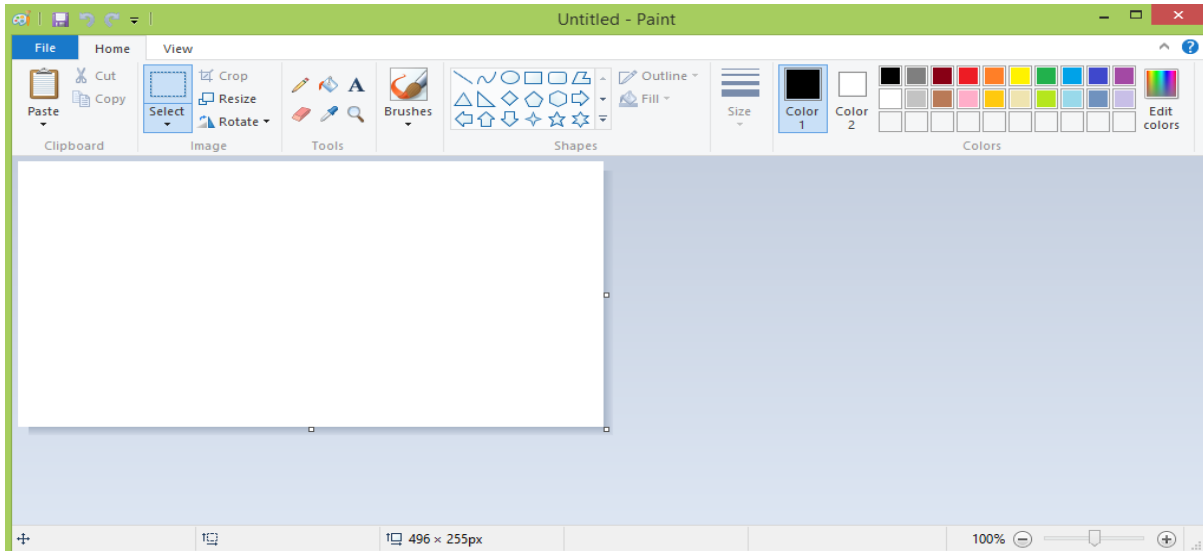 Untitled - Paint
File Home View
Cut Crop Outline
Copy Resize Fill
Paste Select Rotate Brushes Size Color 1 Color 2 Edit colors
A
Clipboard Image Tools Shapes Colors
496 × 255px 100%